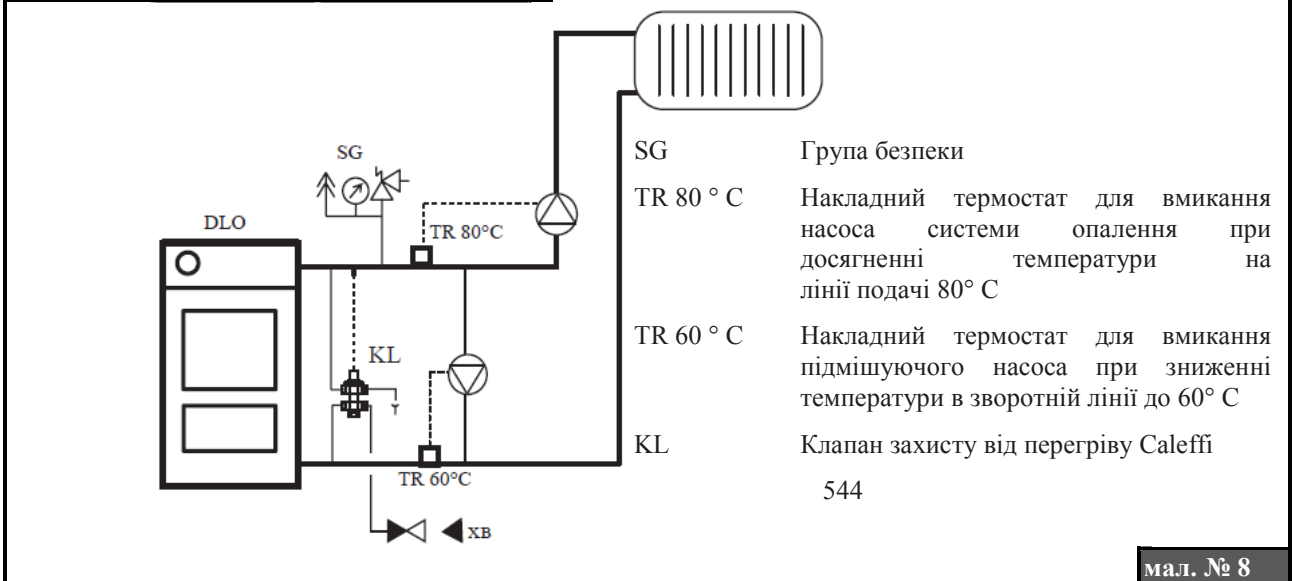 SG
DLO
TR 80°C
KL
TR 60°C
ХВ
SG Група безпеки
TR 80 ° C Накладний термостат для вмикання
насоса системи опалення при
досягненні температури на
лінії подачі 80° C
TR 60 ° C Накладний термостат для вмикання
підмішуючого насоса при зниженні
температури в зворотній лінії до 60° C
KL Клапан захисту від перегріву Caleffi
544
мал. № 8